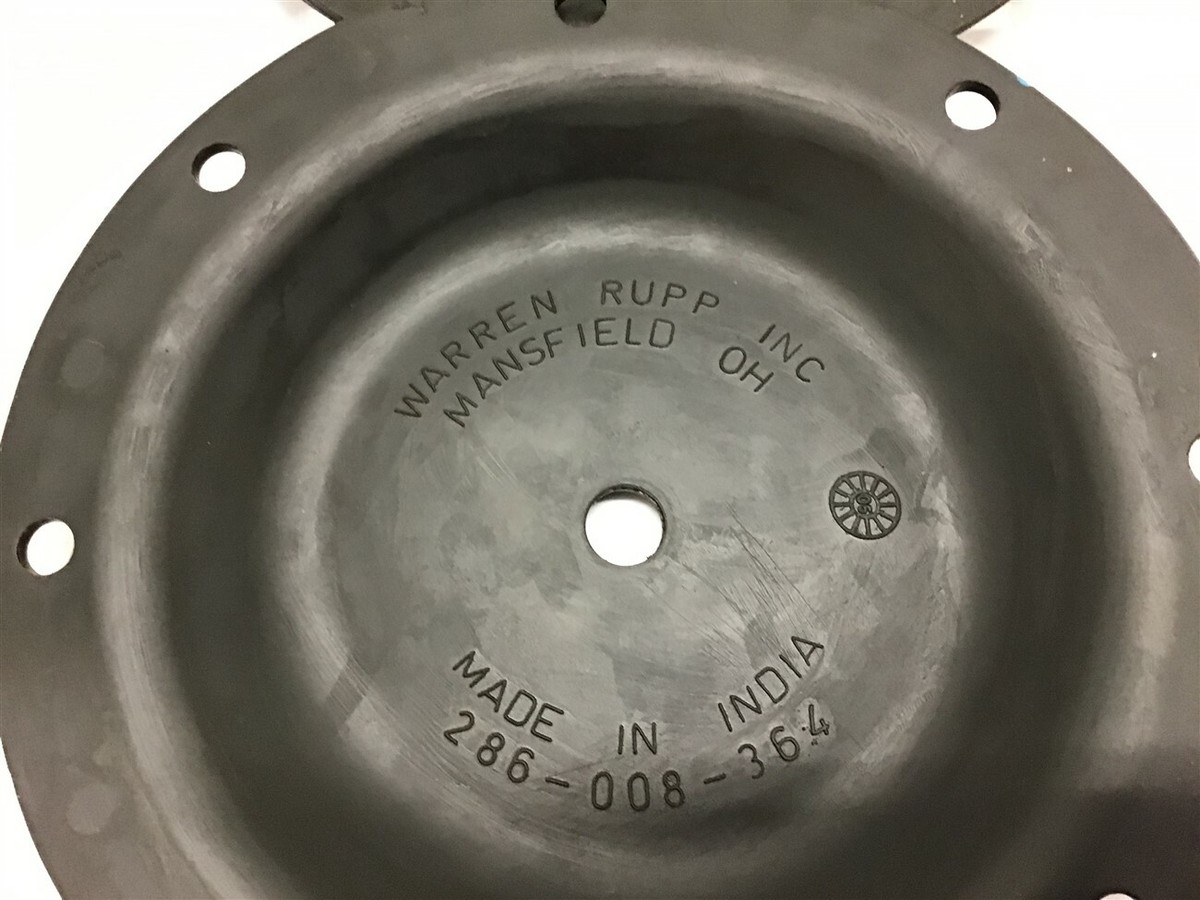 WARREN RUPP INC
MANSFIELD OH
MADE IN INDIA
286-008-364